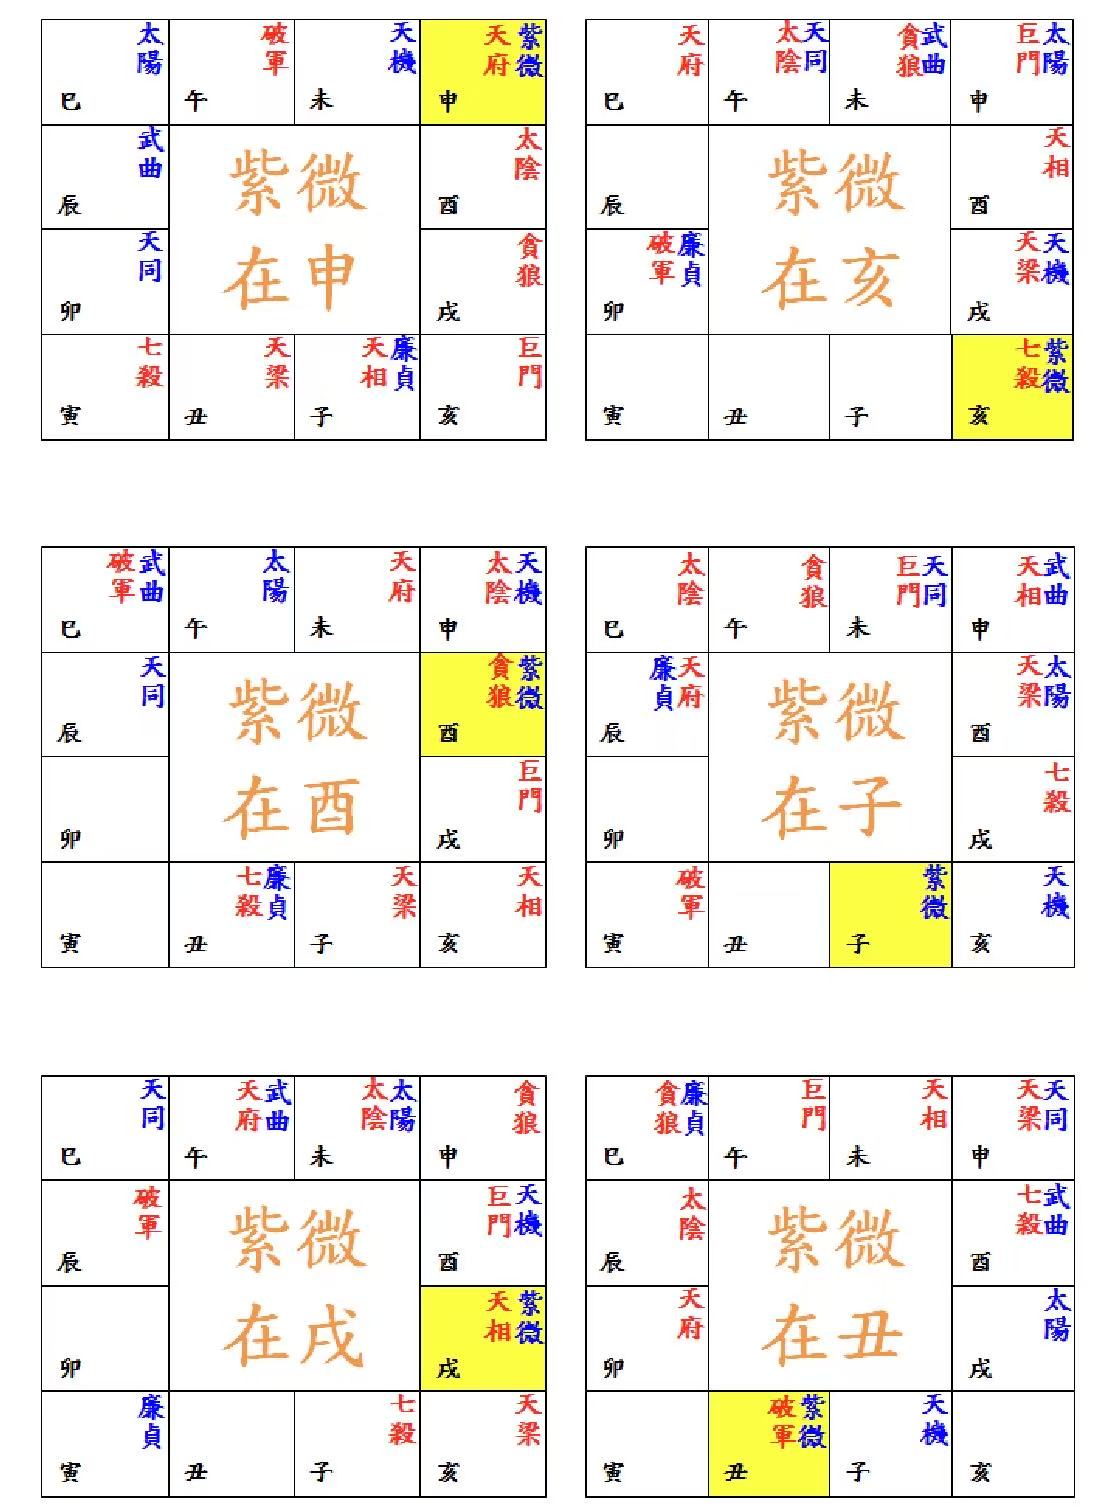 太陽
巳
破軍
午
天機
未
紫微
天府
申
武曲
辰
紫微
在申
太陰
酉
天同
卯
貪狼
戌
七殺
寅
天梁
丑
廉貞
天相
子
巨門
亥
天府
巳
天同
太陰
午
武曲
貪狼
未
太陽
巨門
申
辰
紫微
在亥
天相
酉
廉貞
破軍
卯
天機
天梁
戌
寅
丑
子
紫微
七殺
亥
武曲
破軍
巳
太陽
午
天府
未
天機
太陰
申
天同
辰
紫微
在酉
紫微
貪狼
酉
卯
巨門
戌
寅
廉貞
七殺
丑
天梁
子
天相
亥
太陰
巳
貪狼
午
天同
巨門
未
武曲
天相
申
天府
廉貞
辰
紫微
在子
太陽
天梁
酉
卯
七殺
戌
破軍
寅
丑
紫微
子
天機
亥
天同
巳
武曲
天府
午
太陽
太陰
未
貪狼
申
破軍
辰
紫微
在戌
天機
巨門
酉
卯
紫微
天相
戌
廉貞
寅
丑
七殺
子
天梁
亥
廉貞
貪狼
巳
巨門
午
天相
未
天同
天梁
申
太陰
辰
紫微
在丑
武曲
七殺
酉
天府
卯
太陽
戌
寅
紫微
破軍
丑
天機
子
亥